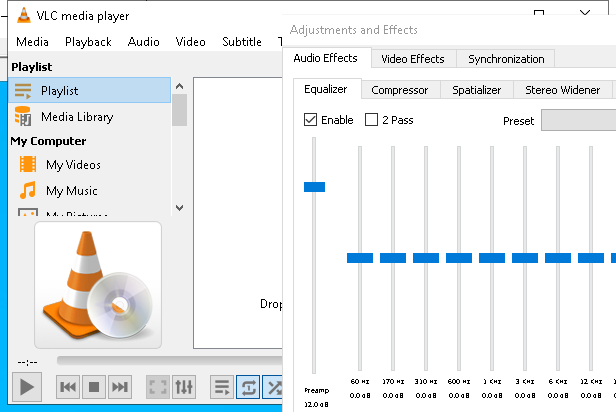 VLC media player
Media Playback Audio Video Subtitle
Playlist
Playlist
Media Library
My Computer
My Videos
My Music
My Pictures
Drop
--:--
Adjustments and Effects
Audio Effects Video Effects Synchronization
Equalizer Compressor Spatializer Stereo Widener
Enable 2 Pass Preset
60 Hz 170 Hz 310 Hz 600 Hz 1 KHz 3 KHz 6 KHz 12 KHz
Preamp 0.0 dB 0.0 dB 0.0 dB 0.0 dB 0.0 dB 0.0 dB 0.0 dB 0.0 dB
12.0 dB